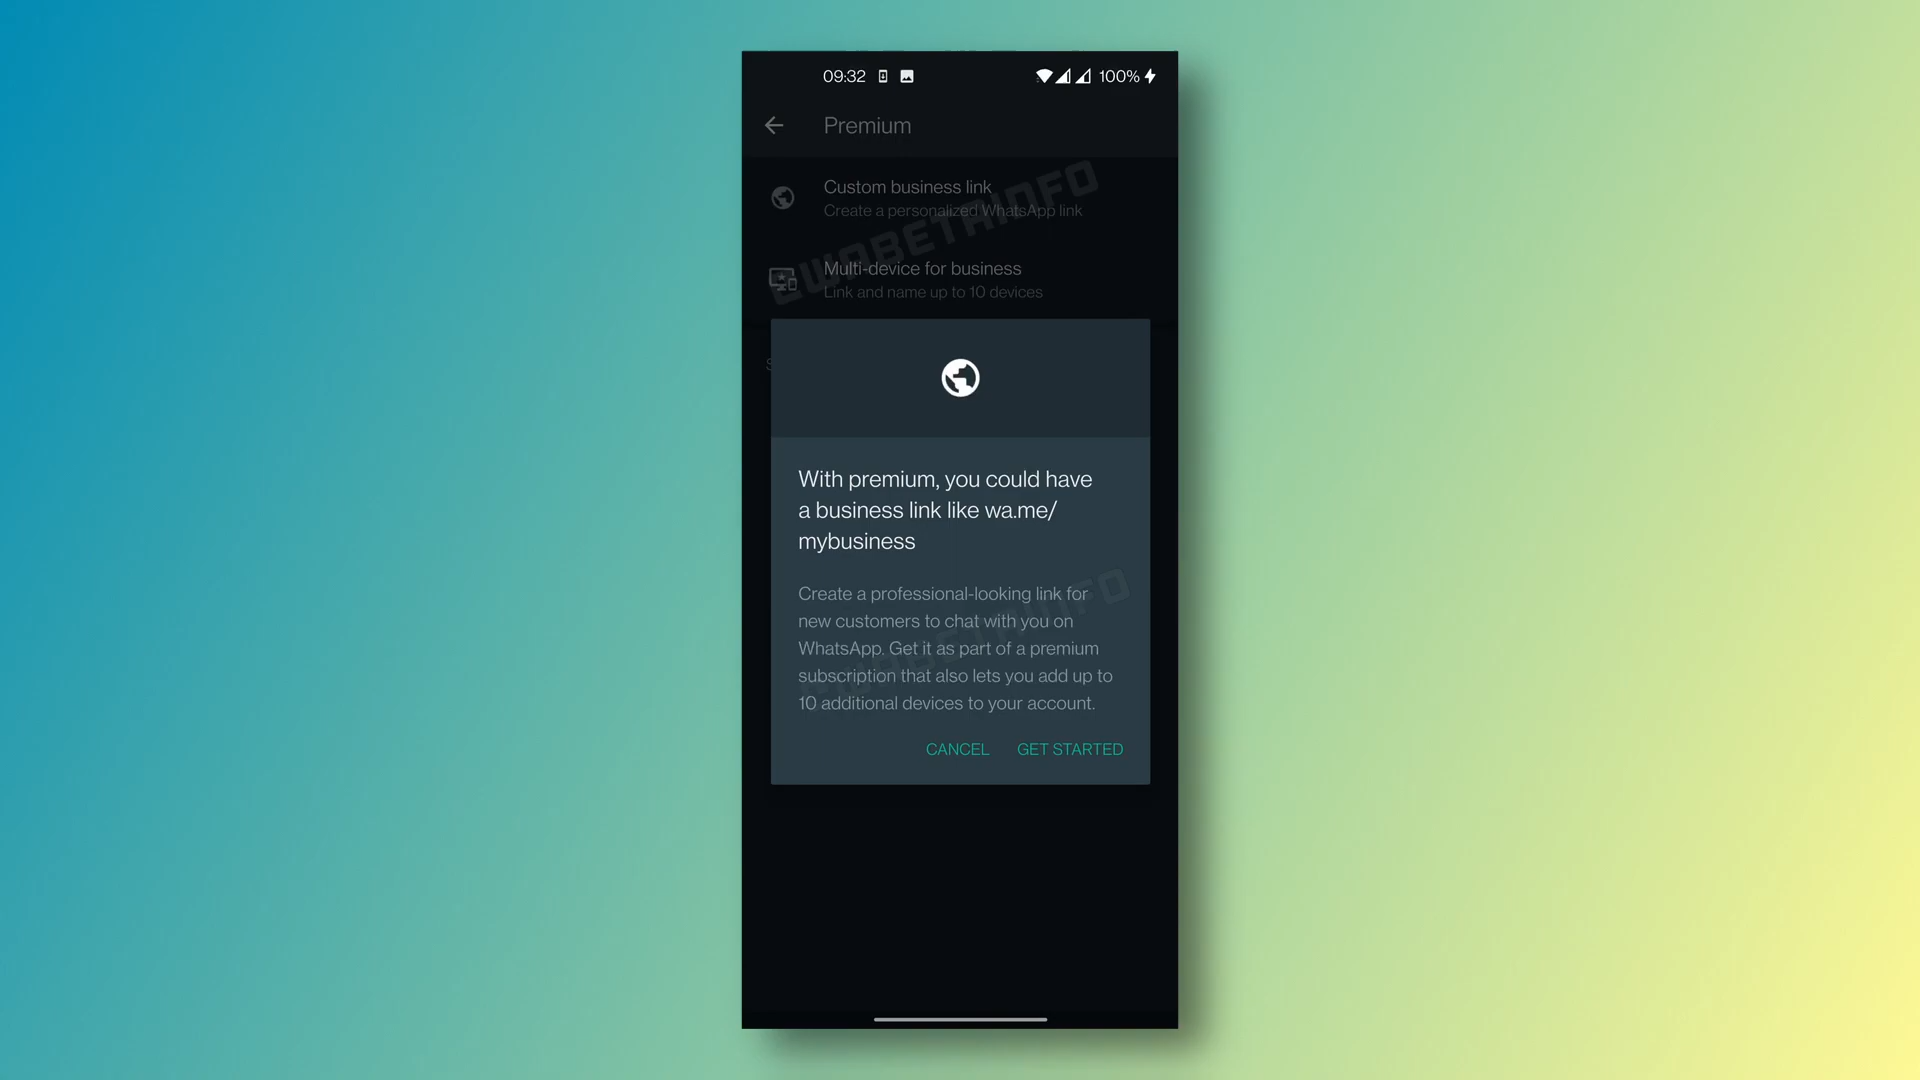 09:32
100%
Premium
Custom business link
Create a personalized WhatsApp link
Multi-device for business
Link and name up to 10 devices
S
With premium, you could have
a business link like wa.me/
mybusiness
Create a professional-looking link for
new customers to chat with you on
WhatsApp. Get it as part of a premium
subscription that also lets you add up to
10 additional devices to your account.
CANCEL GET STARTED
@WABETAINFO
@WABETAINFO